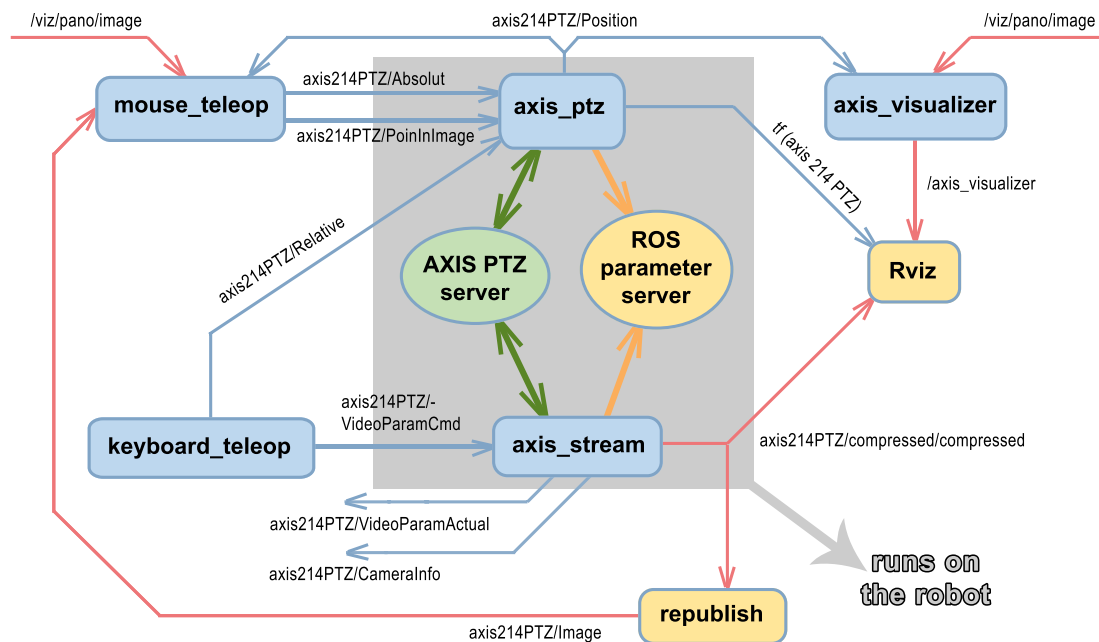 /viz/pano/image
axis214PTZ/Position
/viz/pano/image
mouse_teleop
axis214PTZ/Absolut
axis214PTZ/PoinInImage
axis_ptz
axis_visualizer
tf (axis 214 PTZ)
/axis_visualizer
axis214PTZ/Relative
AXIS PTZ
server
ROS
parameter
server
Rviz
keyboard_teleop
axis214PTZ/-
VideoParamCmd
axis_stream
axis214PTZ/compressed/compressed
axis214PTZ/VideoParamActual
axis214PTZ/CameraInfo
runs on
the robot
republish
axis214PTZ/Image